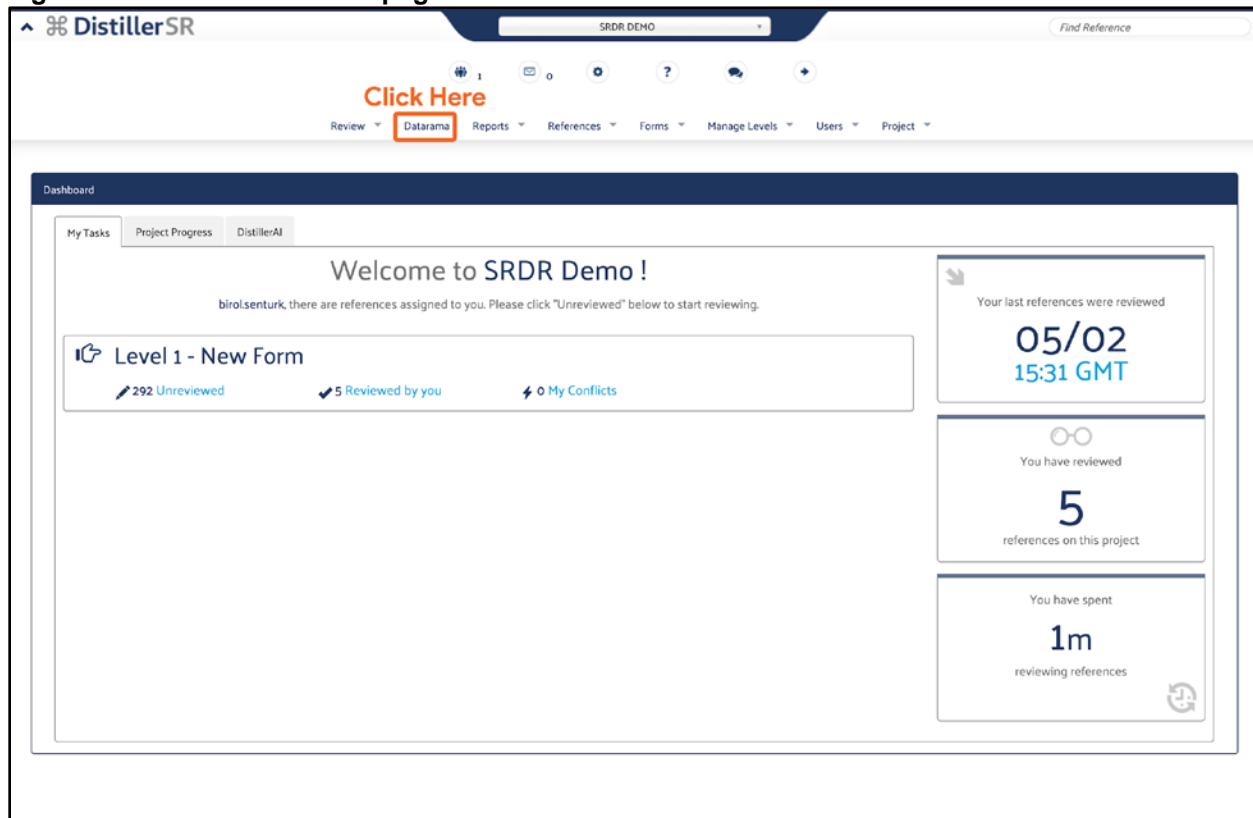 DistillerSR
SRDR DEMO
Find Reference
1
0
?
Click Here
Review Datarama Reports References Forms Manage Levels Users Project
Dashboard
My Tasks Project Progress DistillerAI
Welcome to SRDR Demo !
birol.senturk, there are references assigned to you. Please click "Unreviewed" below to start reviewing.
Level 1 - New Form
292 Unreviewed 5 Reviewed by you 0 My Conflicts
Your last references were reviewed
05/02
15:31 GMT
You have reviewed
5
references on this project
You have spent
1m
reviewing references